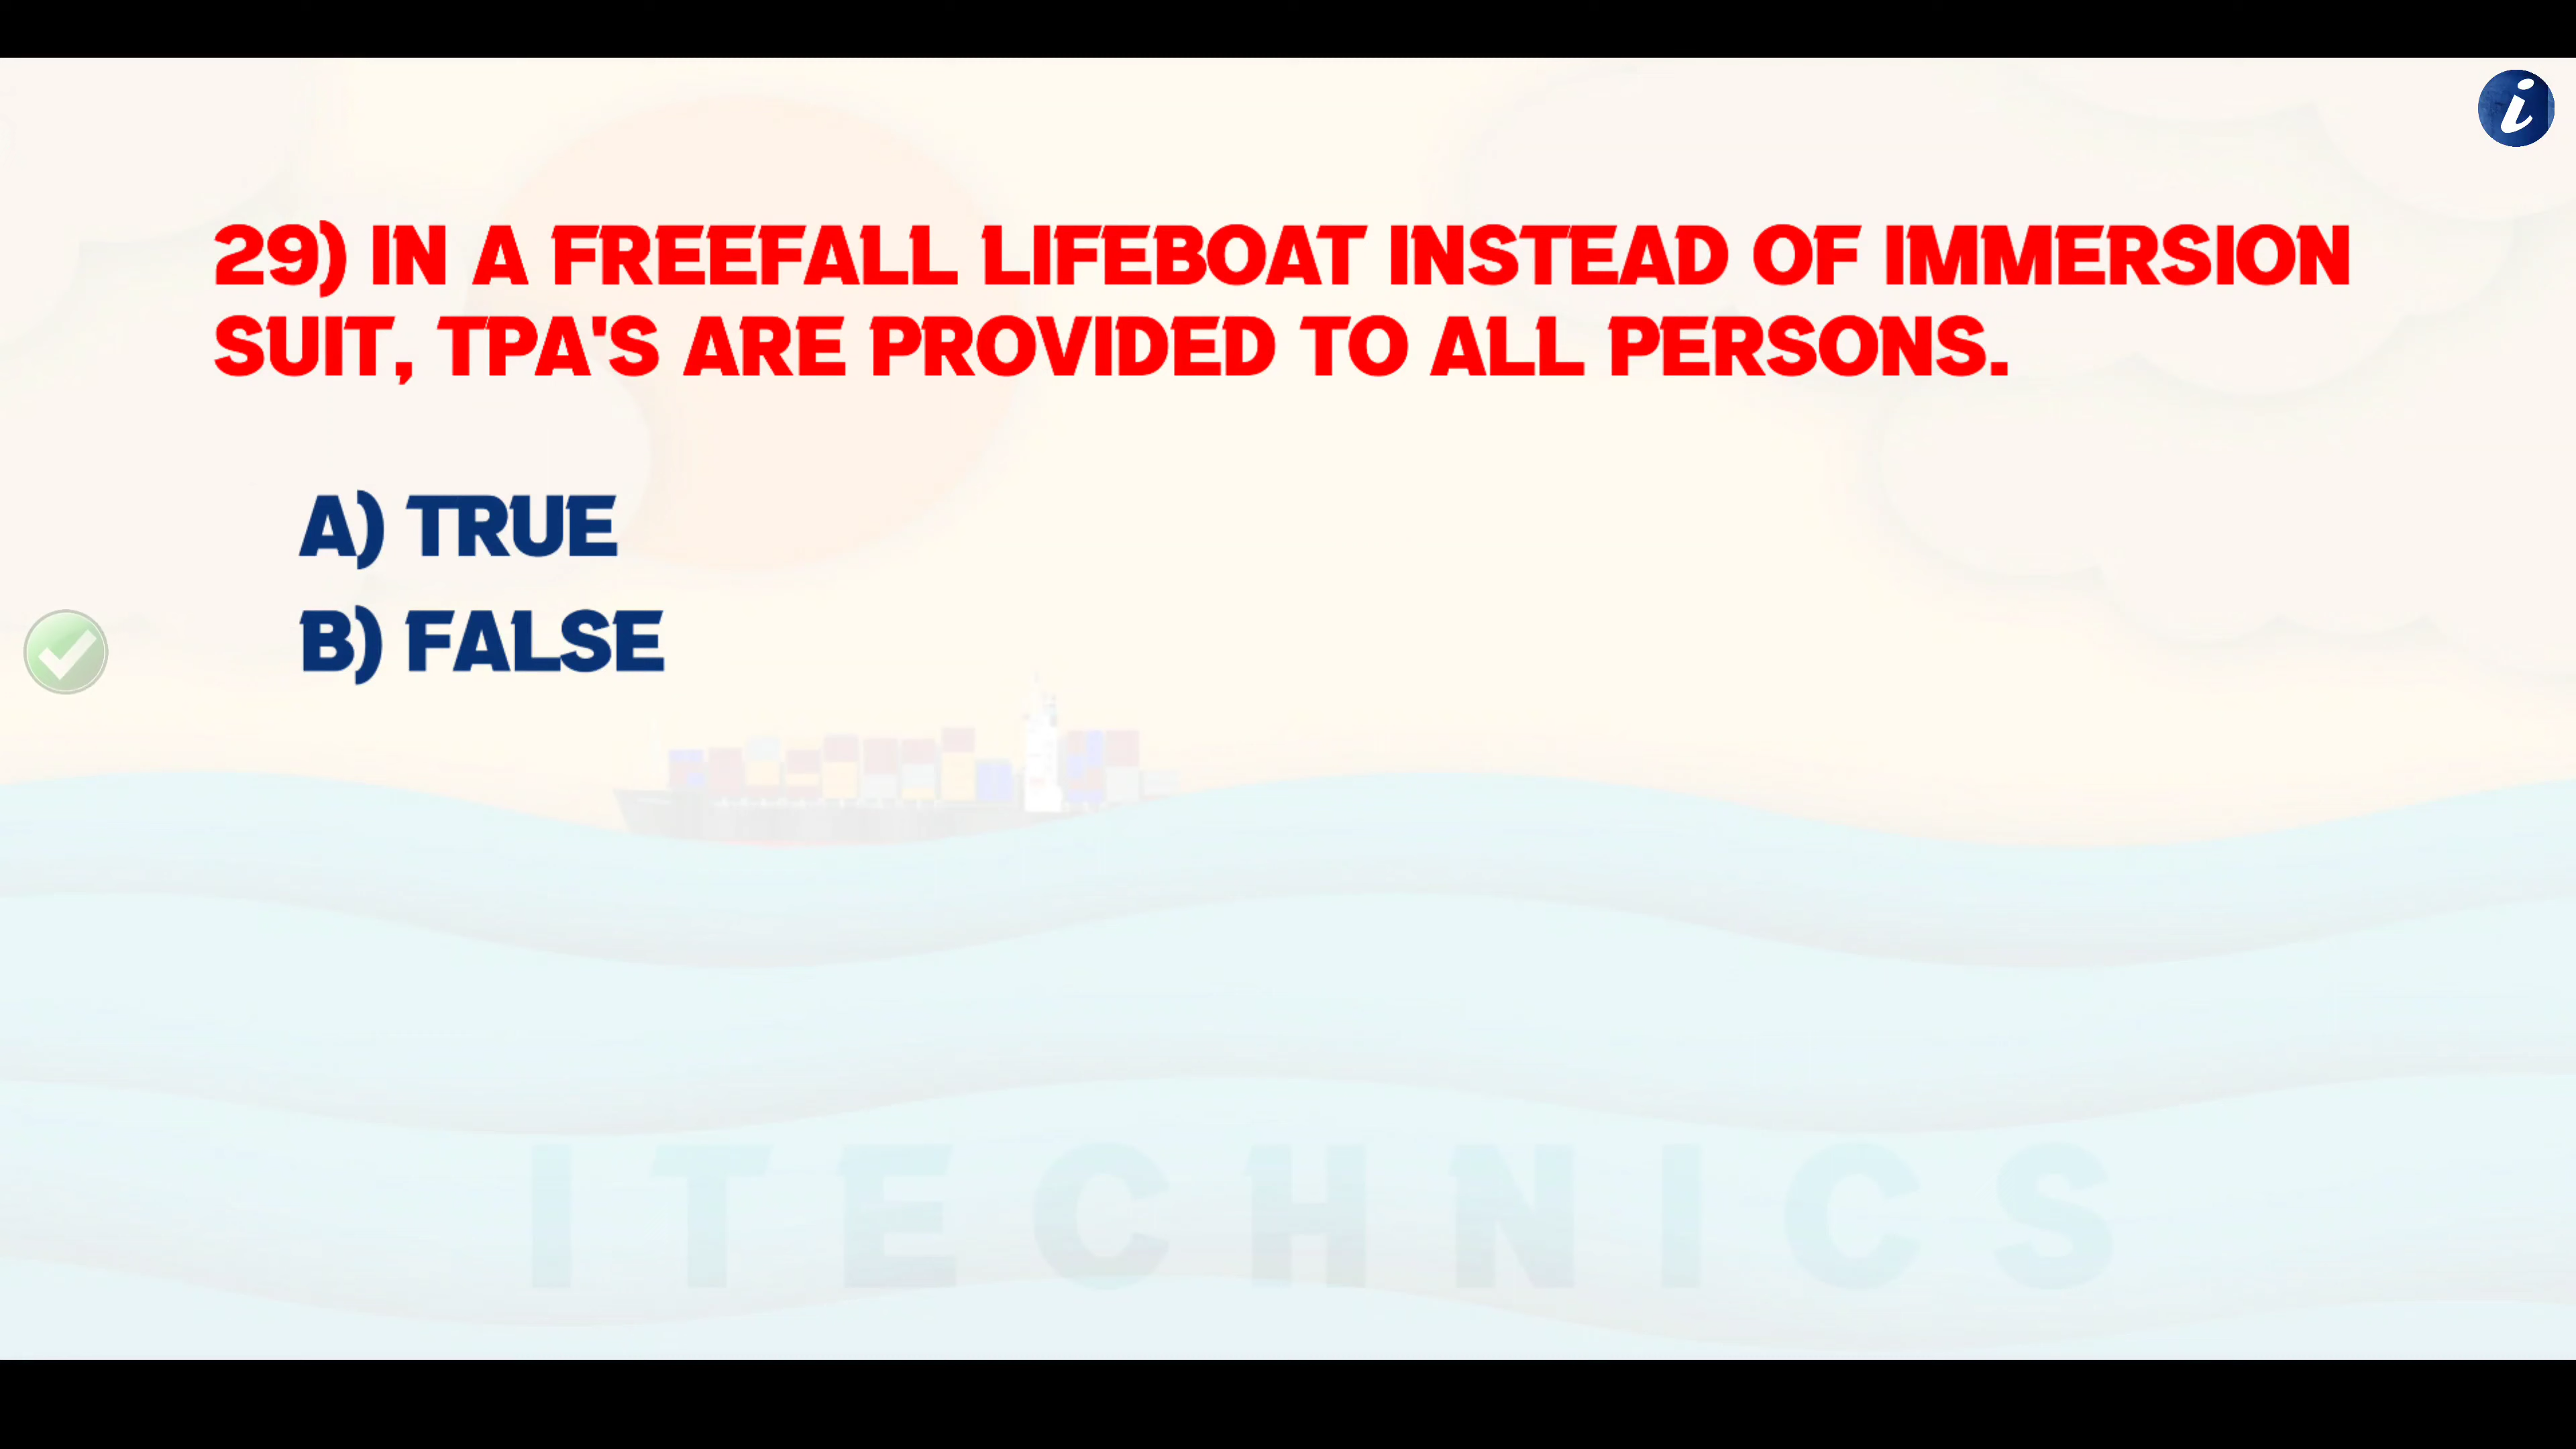 29) IN A FREEFALL LIFEBOAT INSTEAD OF IMMERSION
SUIT, TPA'S ARE PROVIDED TO ALL PERSONS.
A) TRUE
B) FALSE
ITECHNICS